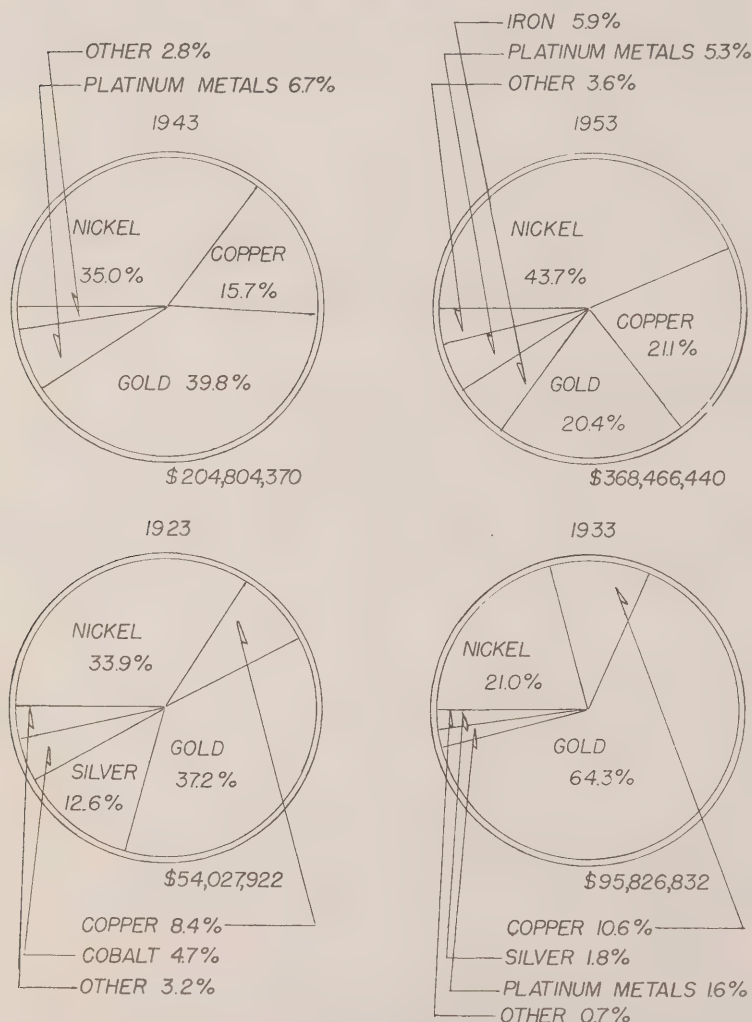 OTHER 2.8%
PLATINUM METALS 6.7%
1943
NICKEL
35.0%
COPPER
15.7%
GOLD 39.8%
$204,804,370
IRON 5.9%
PLATINUM METALS 5.3%
OTHER 3.6%
1953
NICKEL
43.7%
COPPER
21.1%
GOLD
20.4%
$368,466,440
1923
NICKEL
33.9%
GOLD
37.2%
SILVER
12.6%
$54,027,922
COPPER 8.4%
COBALT 4.7%
OTHER 3.2%
1933
NICKEL
21.0%
GOLD
64.3%
$95,826,832
COPPER 10.6%
SILVER 1.8%
PLATINUM METALS 1.6%
OTHER 0.7%